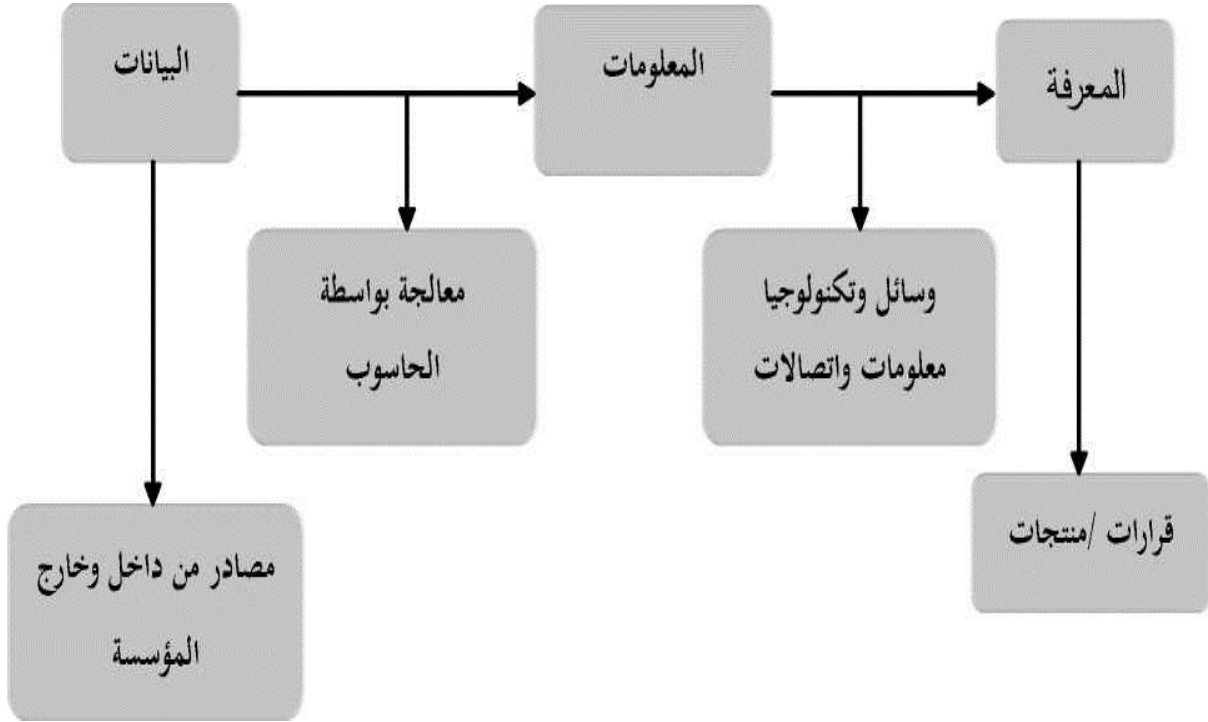 البيانات
المعلومات
المعرفة
معالجة بواسطة
الحاسوب
وسائل وتكنولوجيا
معلومات واتصالات
قرارات /منتجات
مصادر من داخل وخارج
المؤسسة